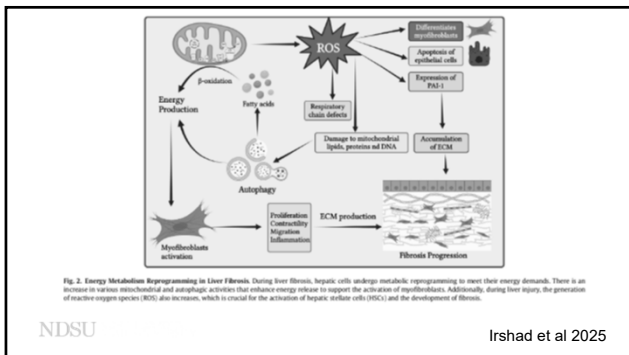 Differentiates
myofibroblasts
ROS
Apoptosis of
epithelial cells
β-oxidation
Expression of
PAI-1
Energy
Production
Fatty acids
Respiratory
chain defects
Damage to mitochondrial
lipids, proteins nd DNA
Accumulation
of ECM
Autophagy
Proliferation
Contractility
Migration
Inflammation
ECM production
Myofibroblasts
activation
Fibrosis Progression
Fig. 2. Energy Metabolism Reprogramming in Liver Fibrosis. During liver fibrosis, hepatic cells undergo metabolic reprogramming to meet their energy demands. There is an
increase in various mitochondrial and autophagic activities that enhance energy release to support the activation of myofibroblasts. Additionally, during liver injury, the generation
of reactive oxygen species (ROS) also increases, which is crucial for the activation of hepatic stellate cells (HSCs) and the development of fibrosis.
NDSU
Irshad et al 2025